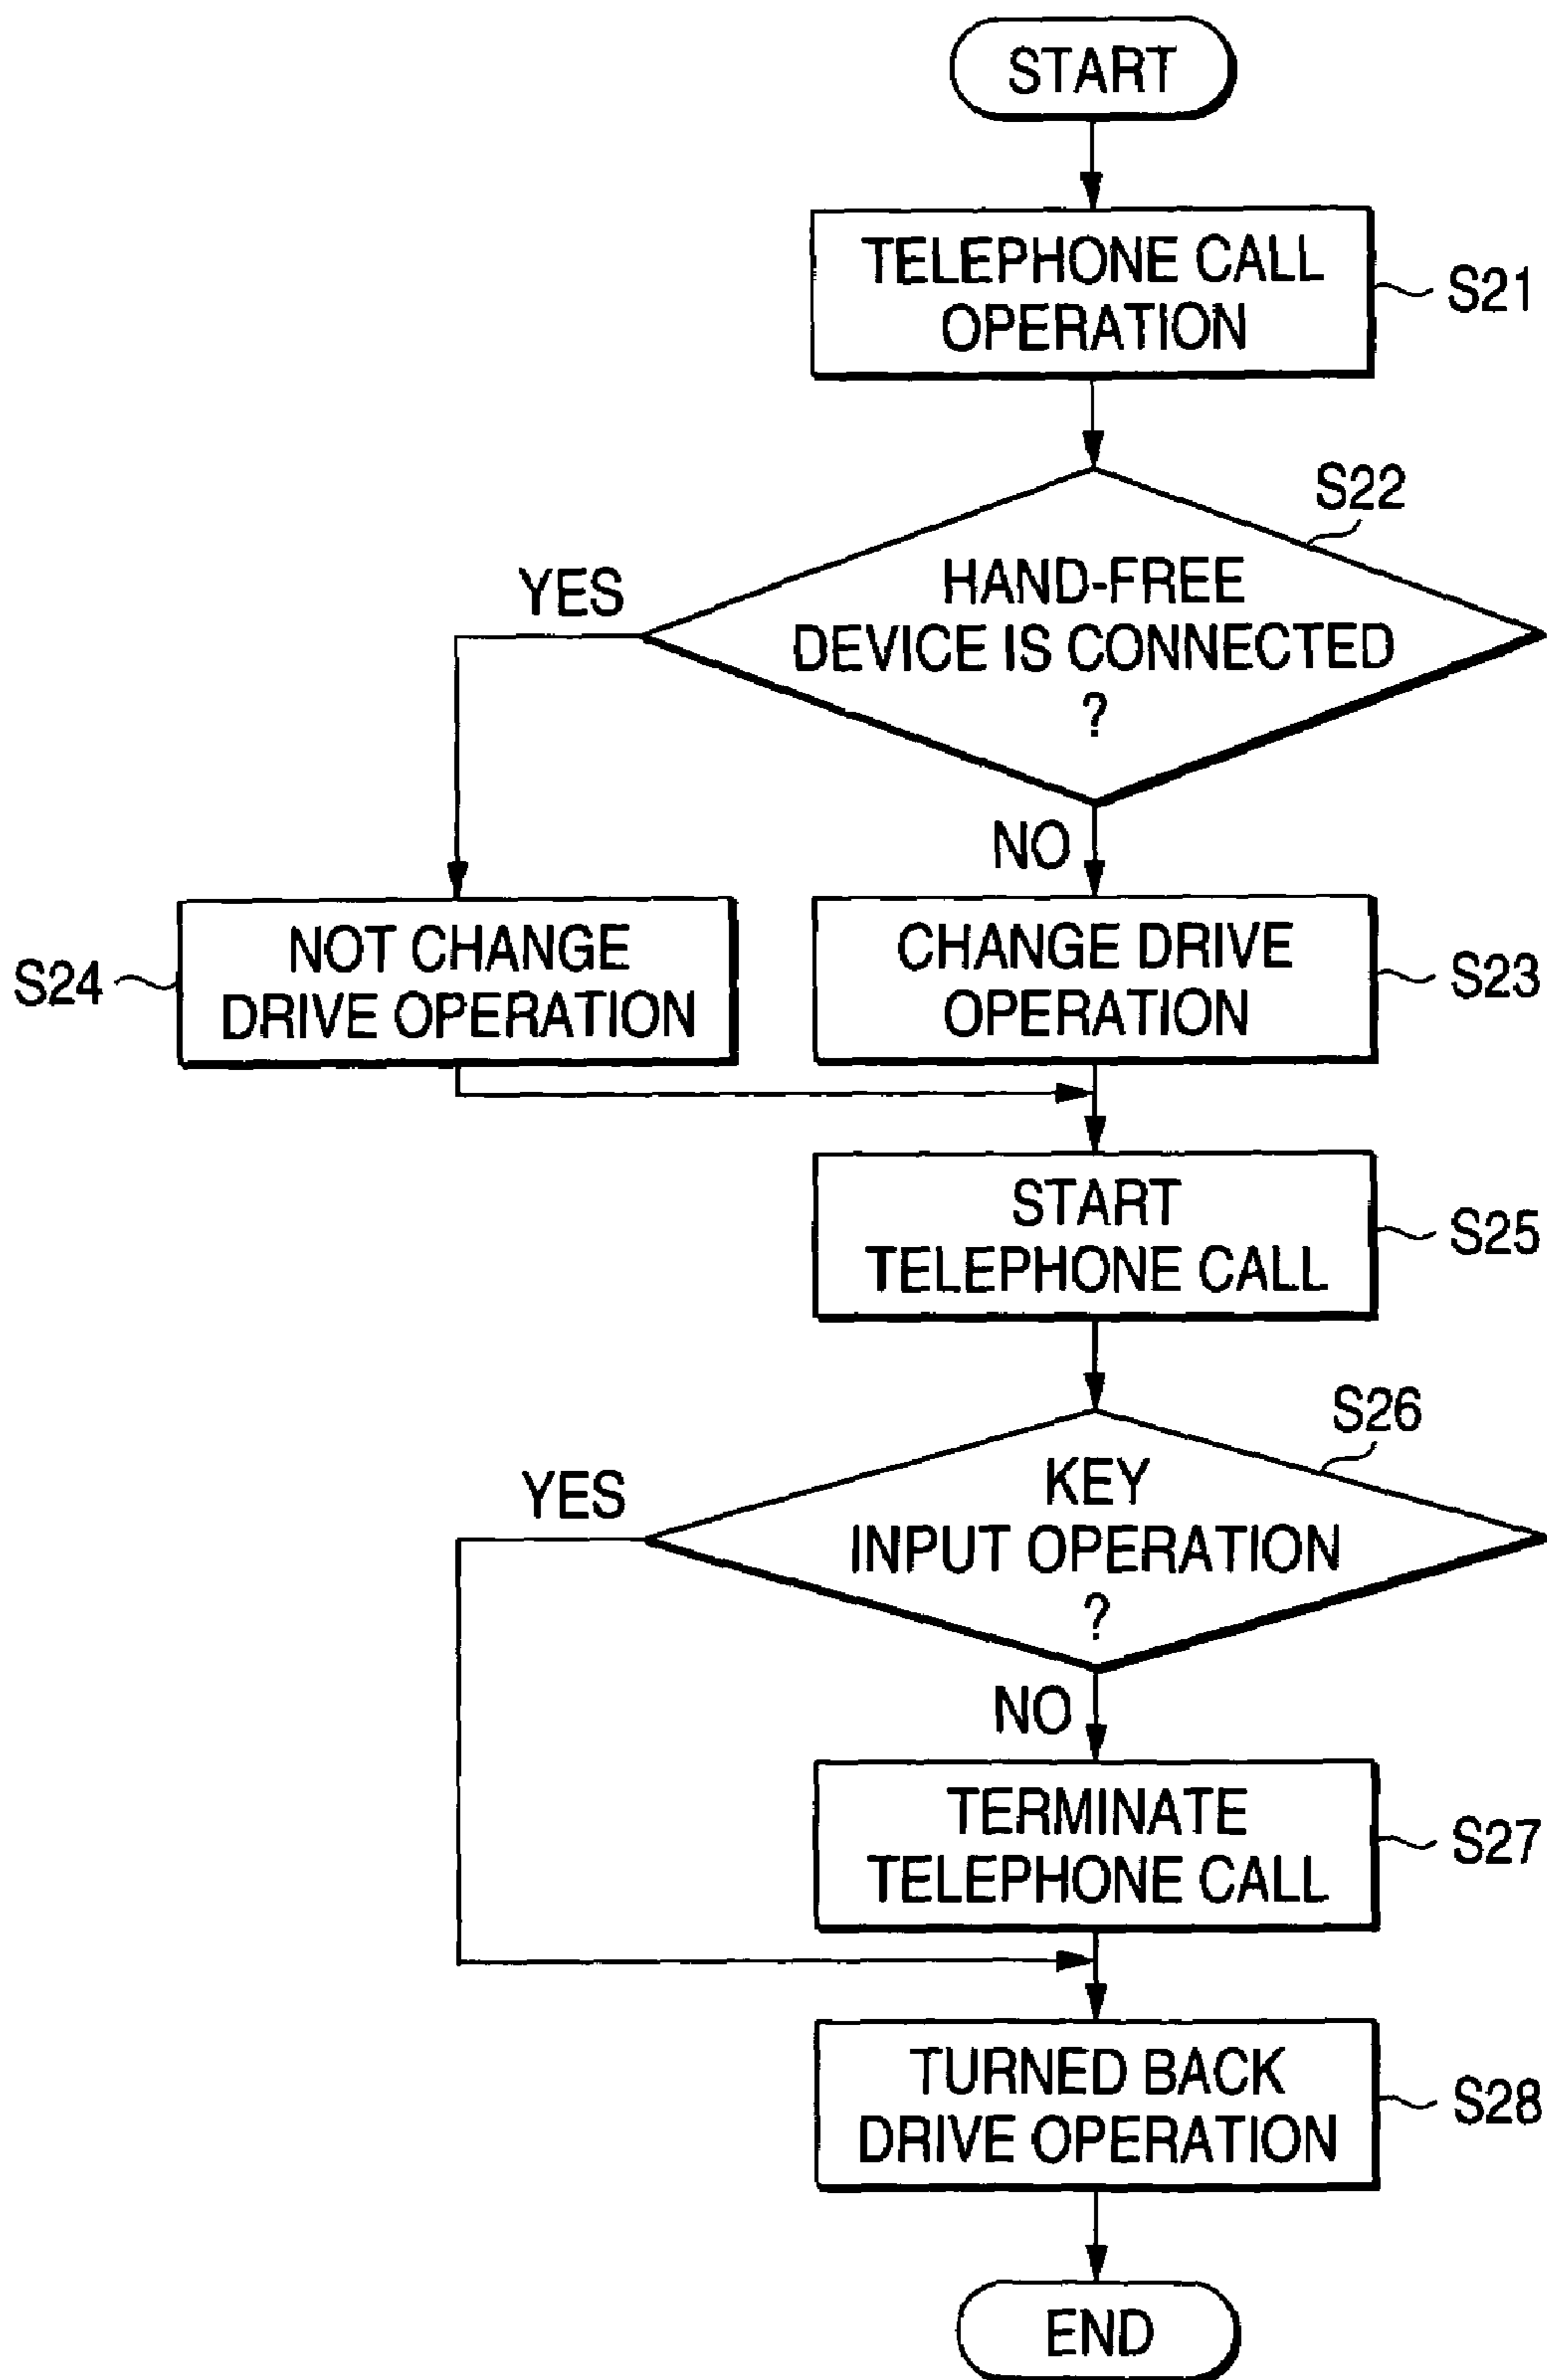 START
TELEPHONE CALL
OPERATION
S21
S22
HAND-FREE
DEVICE IS CONNECTED
?
YES
NO
S24
NOT CHANGE
DRIVE OPERATION
CHANGE DRIVE
OPERATION
S23
START
TELEPHONE CALL
S25
S26
KEY
INPUT OPERATION
?
YES
NO
TERMINATE
TELEPHONE CALL
S27
TURNED BACK
DRIVE OPERATION
S28
END